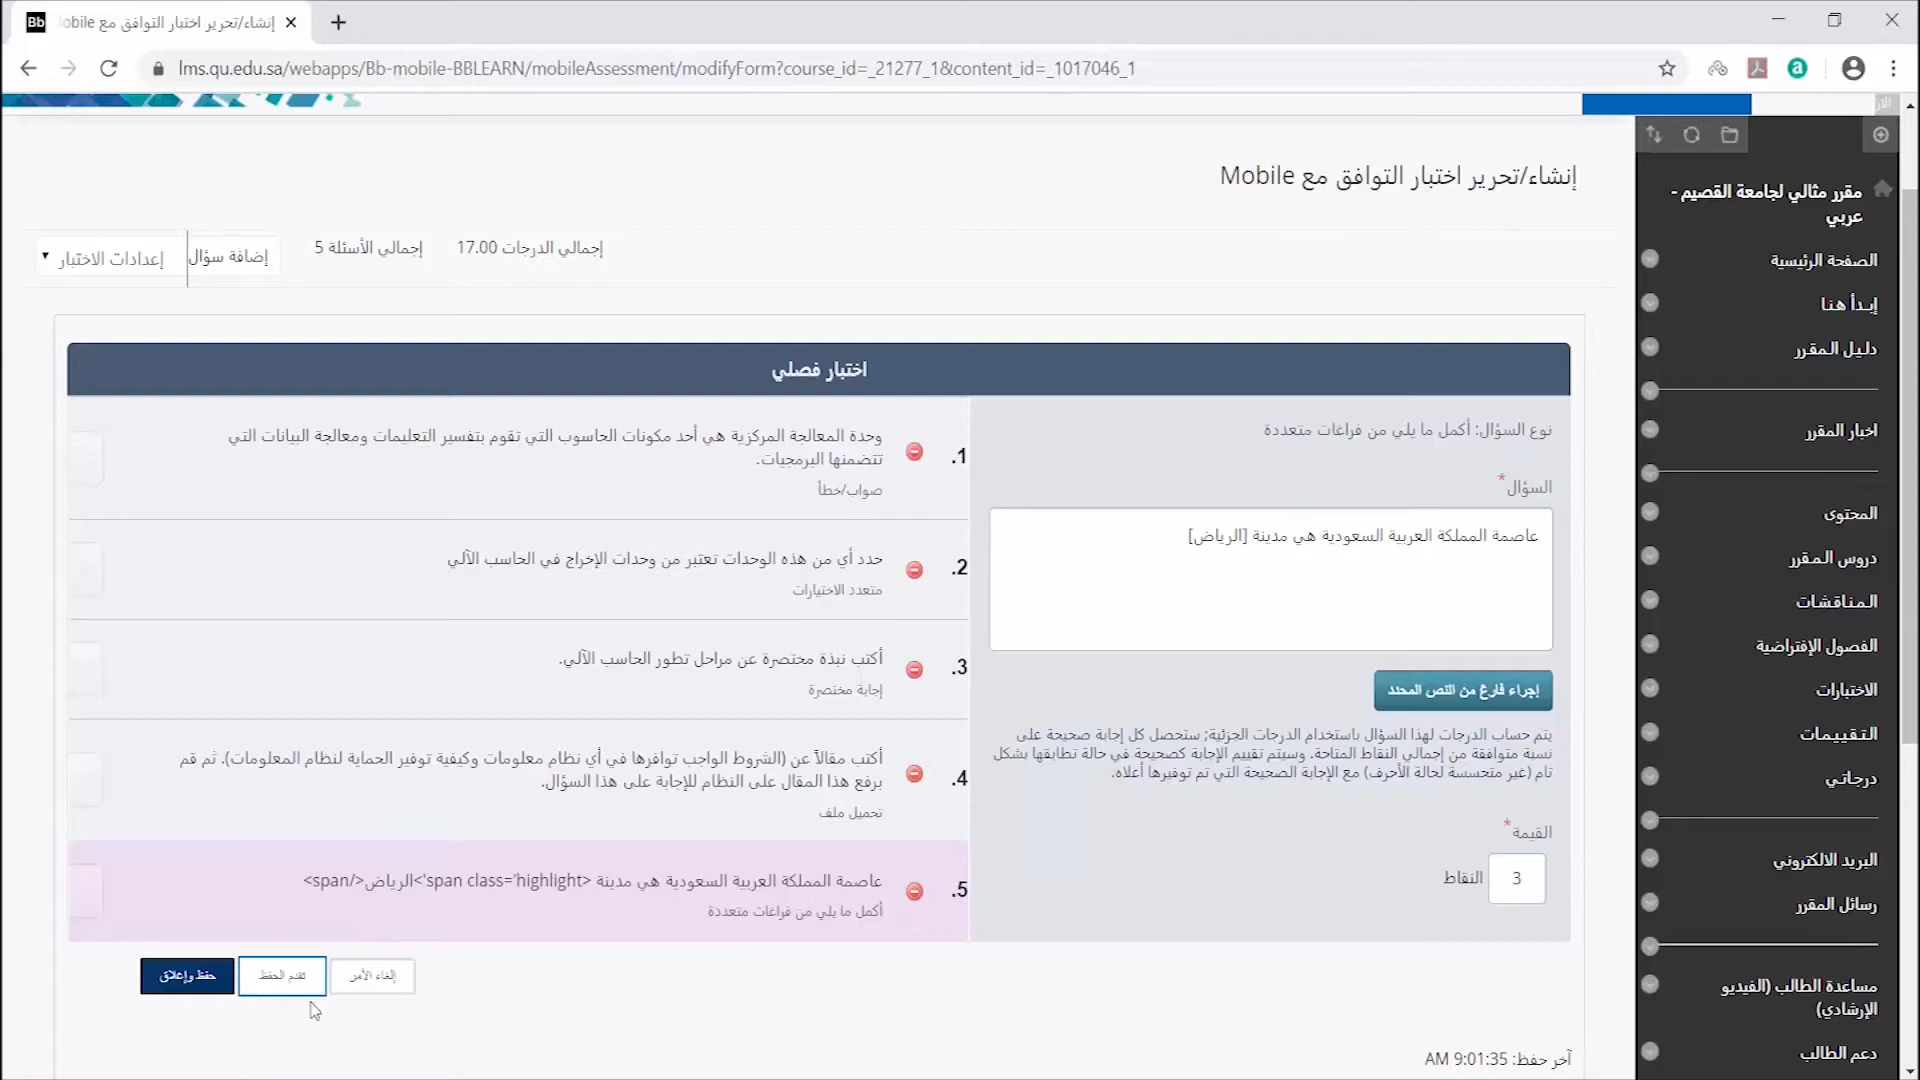 إنشاء/تحرير اختبار التوافق مع Mobile
lms.qu.edu.sa/webapps/Bb-mobile-BBLEARN/mobileAssessment/modifyForm?course_id=_21277_1&content_id=_1017046_1
إنشاء/تحرير اختبار التوافق مع Mobile
إجمالي الدرجات 17.00
إجمالي الأسئلة 5
إضافة سؤال
إعدادات الاختبار
اختبار فصلي
نوع السؤال: أكمل ما يلي من فراغات متعددة
السؤال*
عاصمة المملكة العربية السعودية هي مدينة [الرياض]
إجراء فارغ من النص المحدد
يتم حساب الدرجات لهذا السؤال باستخدام الدرجات الجزئية; ستحصل كل إجابة صحيحة على
نسبة متوافقة من إجمالي النقاط المتاحة. وسيتم تقييم الإجابة كصحيحة في حالة تطابقها بشكل
تام (غير متحسسة لحالة الأحرف) مع الإجابة الصحيحة التي تم توفيرها أعلاه.
القيمة*
3 النقاط
1. وحدة المعالجة المركزية هي أحد مكونات الحاسوب التي تقوم بتفسير التعليمات ومعالجة البيانات التي
تتضمنها البرمجيات.
صواب/خطأ
2. حدد أي من هذه الوحدات تعتبر من وحدات الإخراج في الحاسب الآلي
متعدد الاختيارات
3. أكتب نبذة مختصرة عن مراحل تطور الحاسب الآلي.
إجابة مختصرة
4. أكتب مقالاً عن (الشروط الواجب توافرها في أي نظام معلومات وكيفية توفير الحماية لنظام المعلومات). ثم قم
برفع هذا المقال على النظام للإجابة على هذا السؤال.
تحميل ملف
5. عاصمة المملكة العربية السعودية هي مدينة <span class='highlight'>الرياض</span>
أكمل ما يلي من فراغات متعددة
إلغاء الأمر
تقدم الحفظ
حفظ وإغلاق
آخر حفظ: 9:01:35 AM
مقرر مثالي لجامعة القصيم -
عربي
الصفحة الرئيسية
إبدأ هنا
دليل المقرر
اخبار المقرر
المحتوى
دروس المقرر
المناقشات
الفصول الإفتراضية
الاختبارات
التقييمات
درجاتي
البريد الالكتروني
رسائل المقرر
مساعدة الطالب (الفيديو
الإرشادي)
دعم الطالب